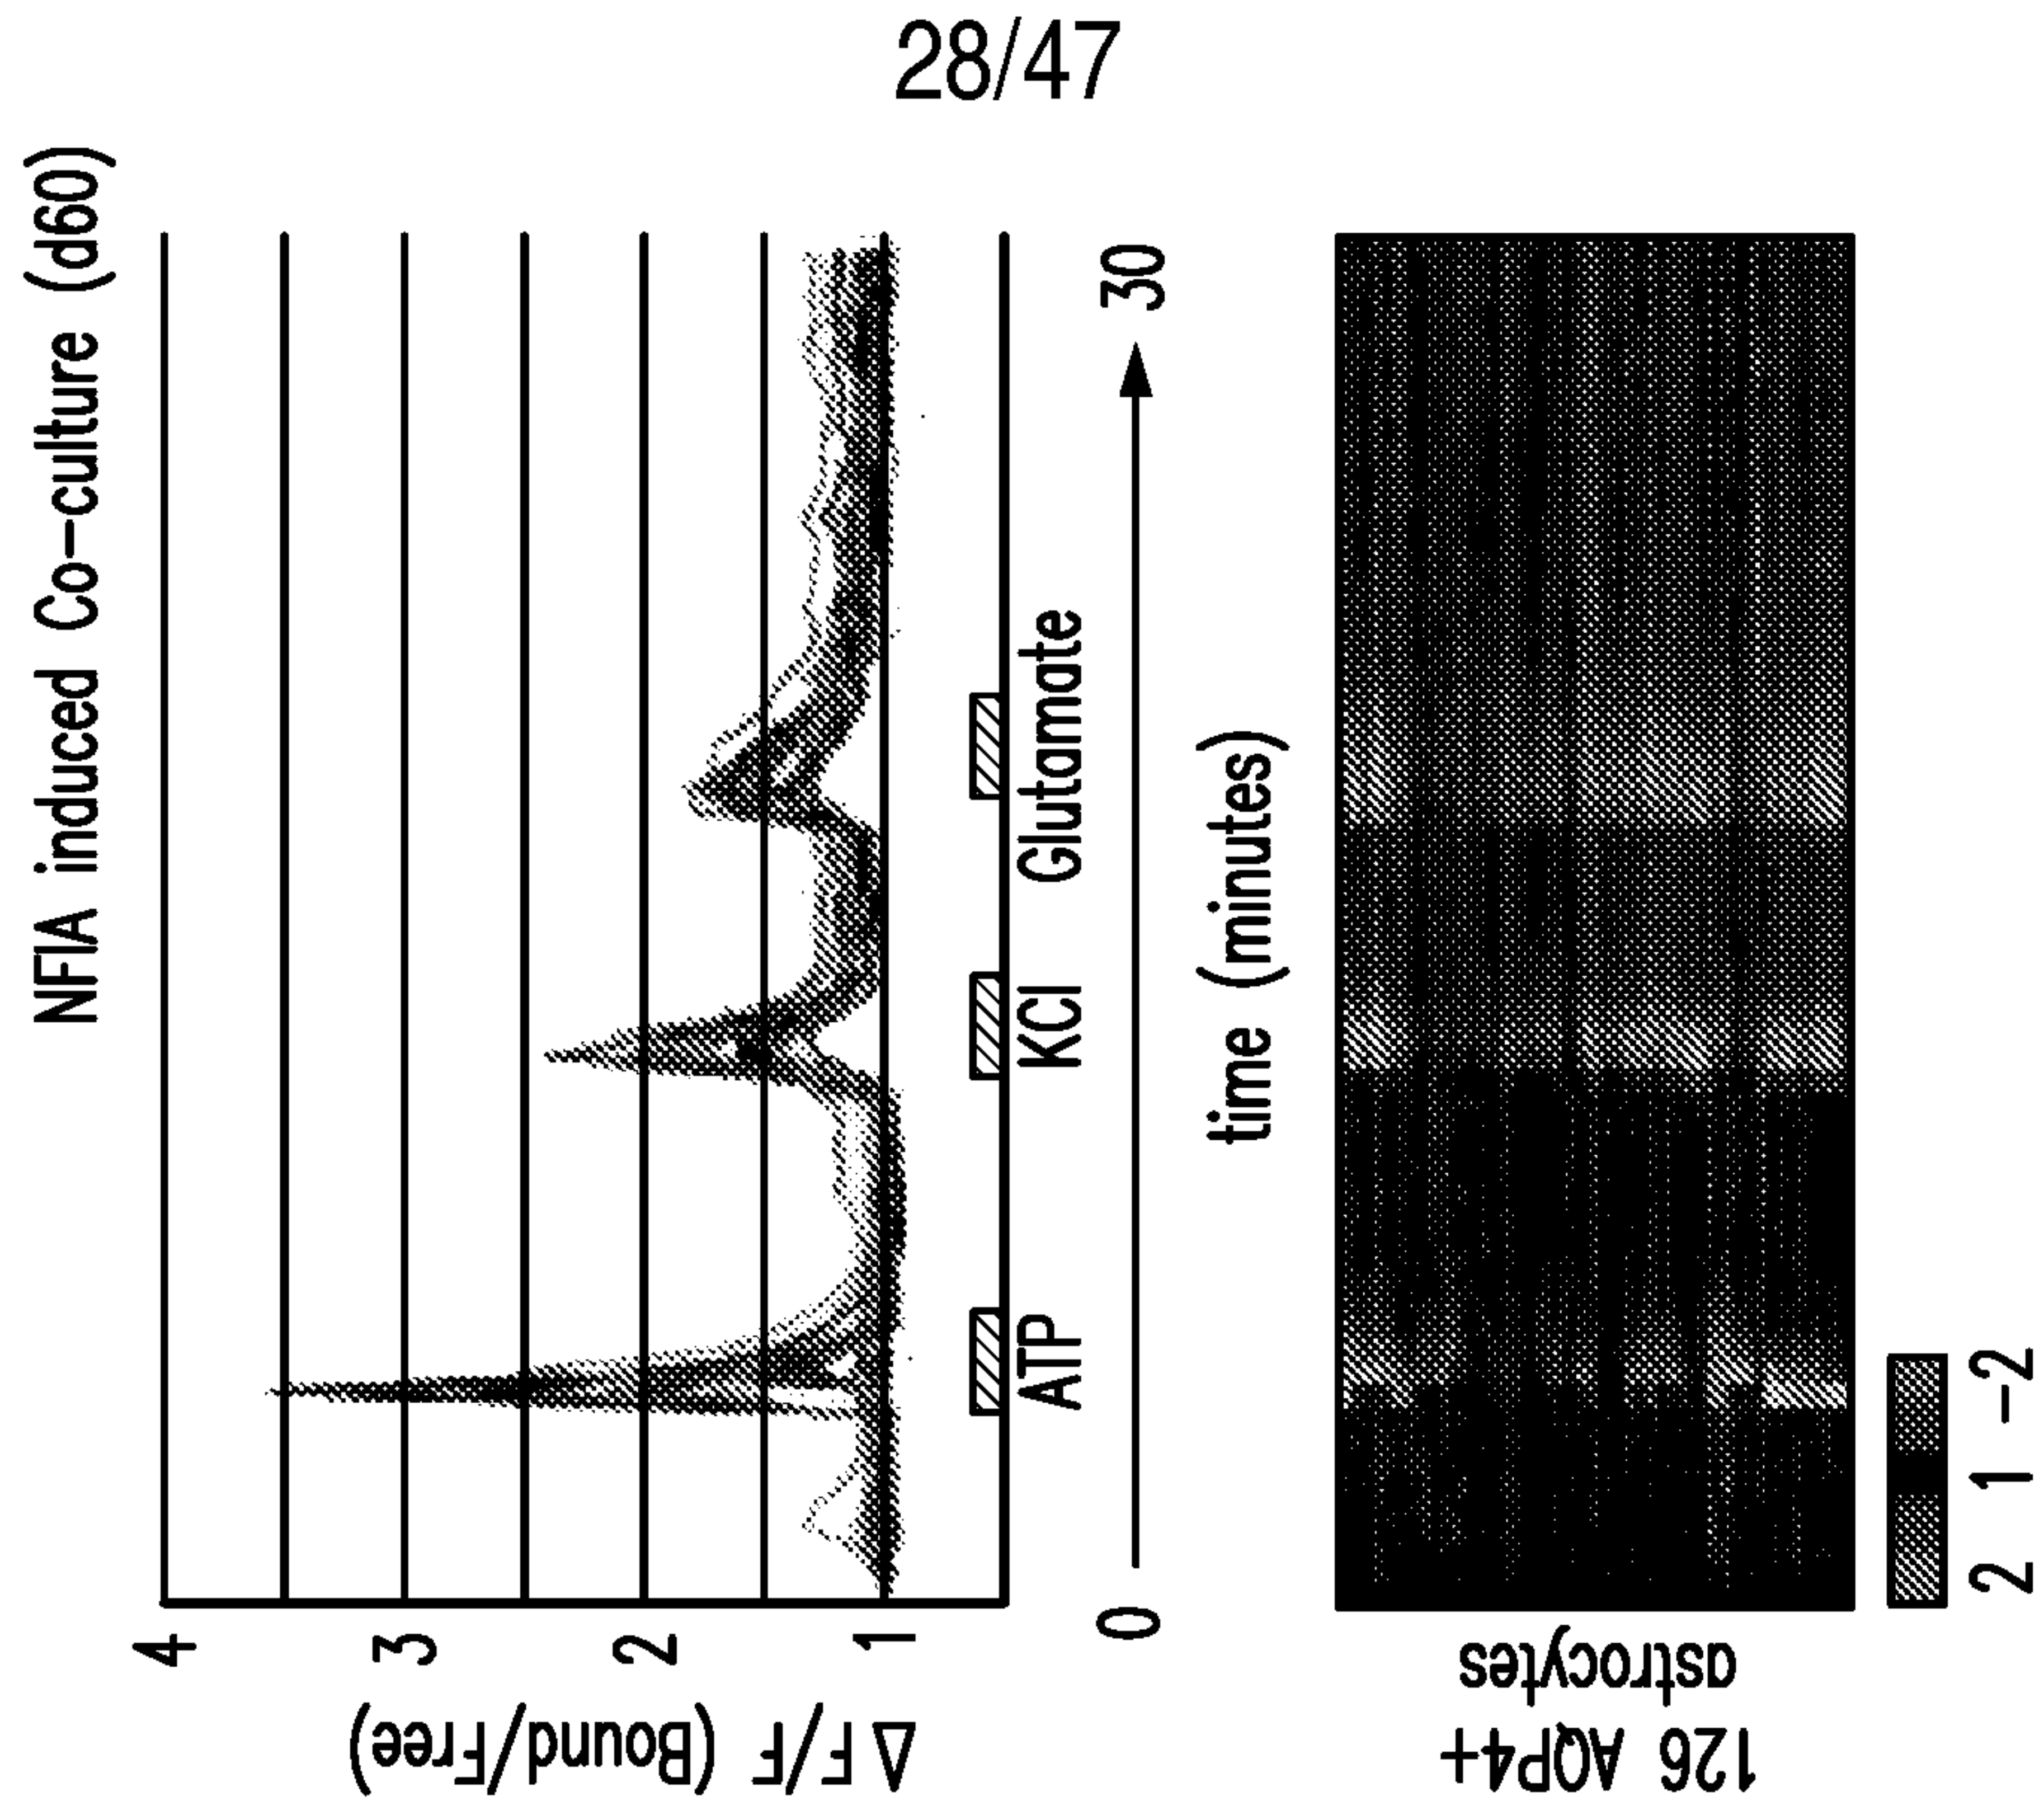 28/47
NFIA induced Co-culture (d60)
ΔF/F (Bound/Free)
4
3
2
1
ATP KCl Glutamate
0 30
time (minutes)
126 AQP4+
astrocytes
2 1 -2